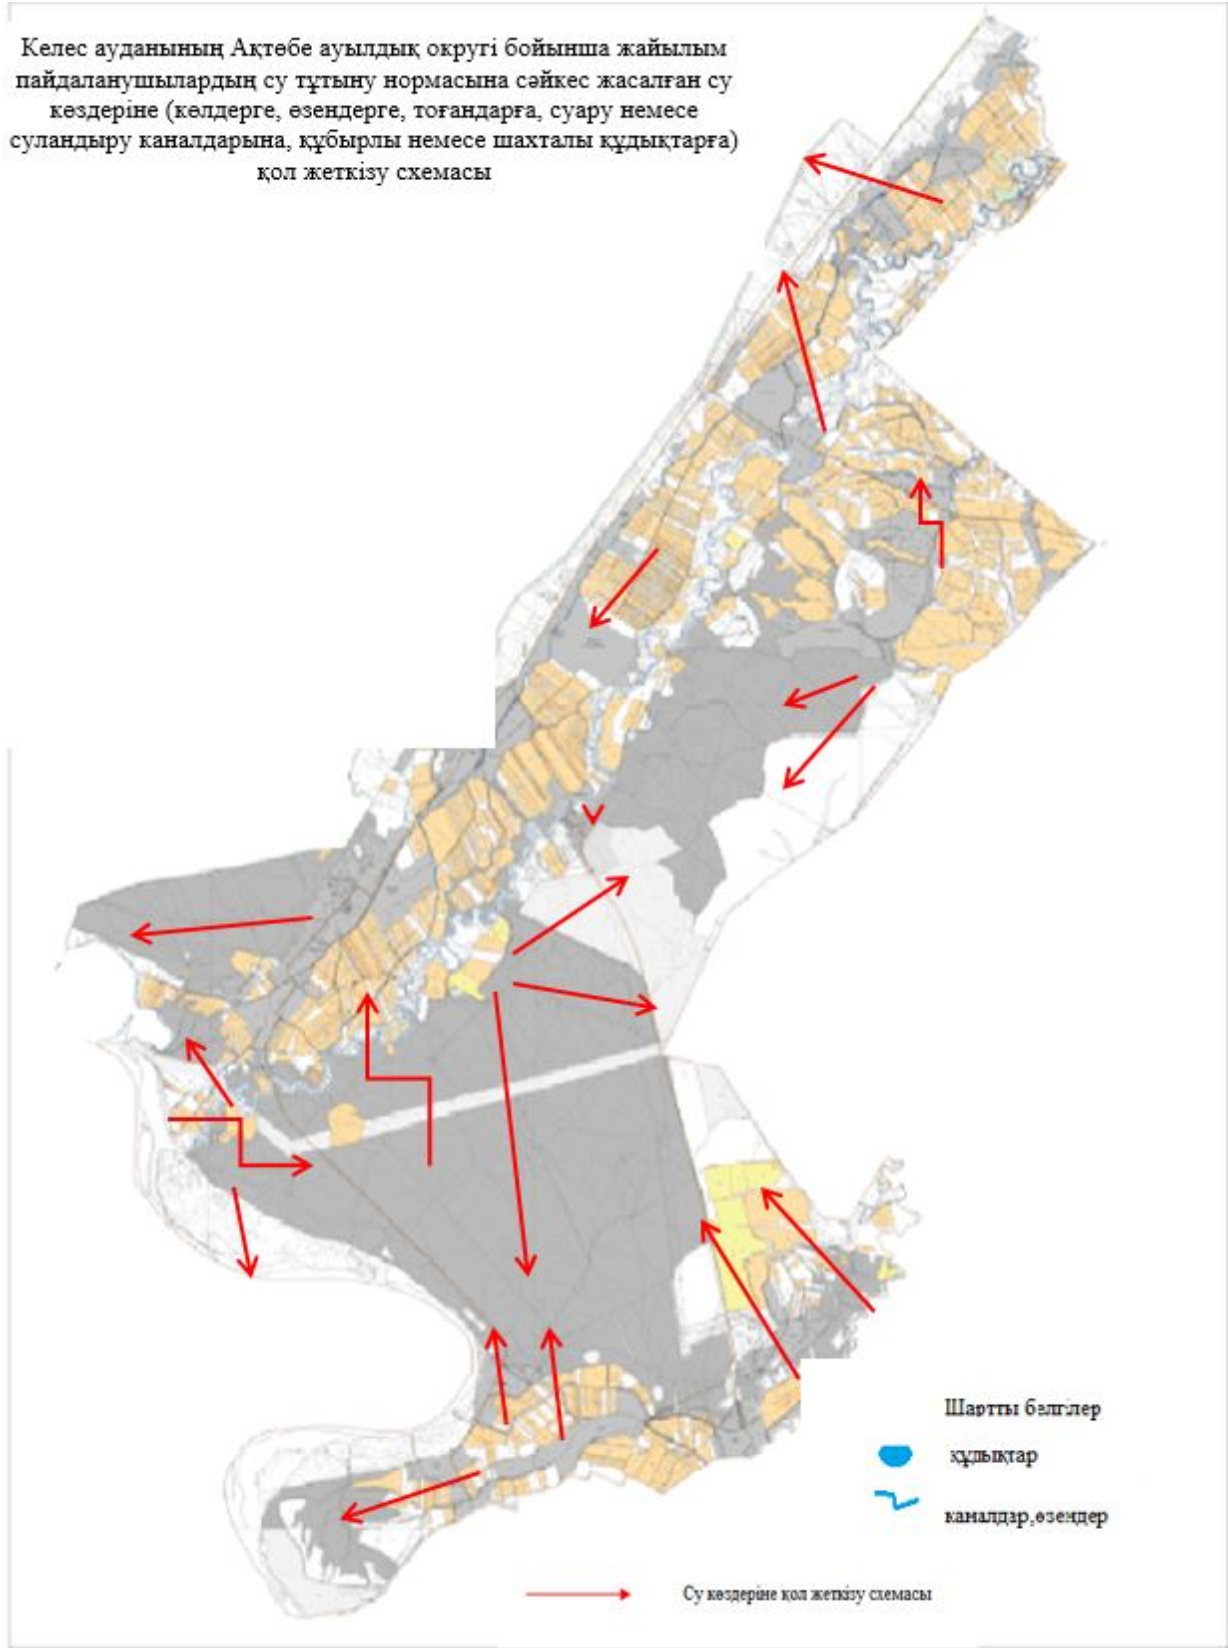 Келес ауданының Ақтөбе ауылдық округі бойынша жайылым
пайдаланушылардың су тұтыну нормасына сәйкес жасалған су
көздеріне (көлдерге, өзендерге, тоғандарға, суару немесе
суландыру каналдарына, құбырлы немесе шахталы құдықтарға)
қол жеткізу схемасы
Шартты белгілер
құдықтар
каналдар,өзендер
Су көздеріне қол жеткізу схемасы